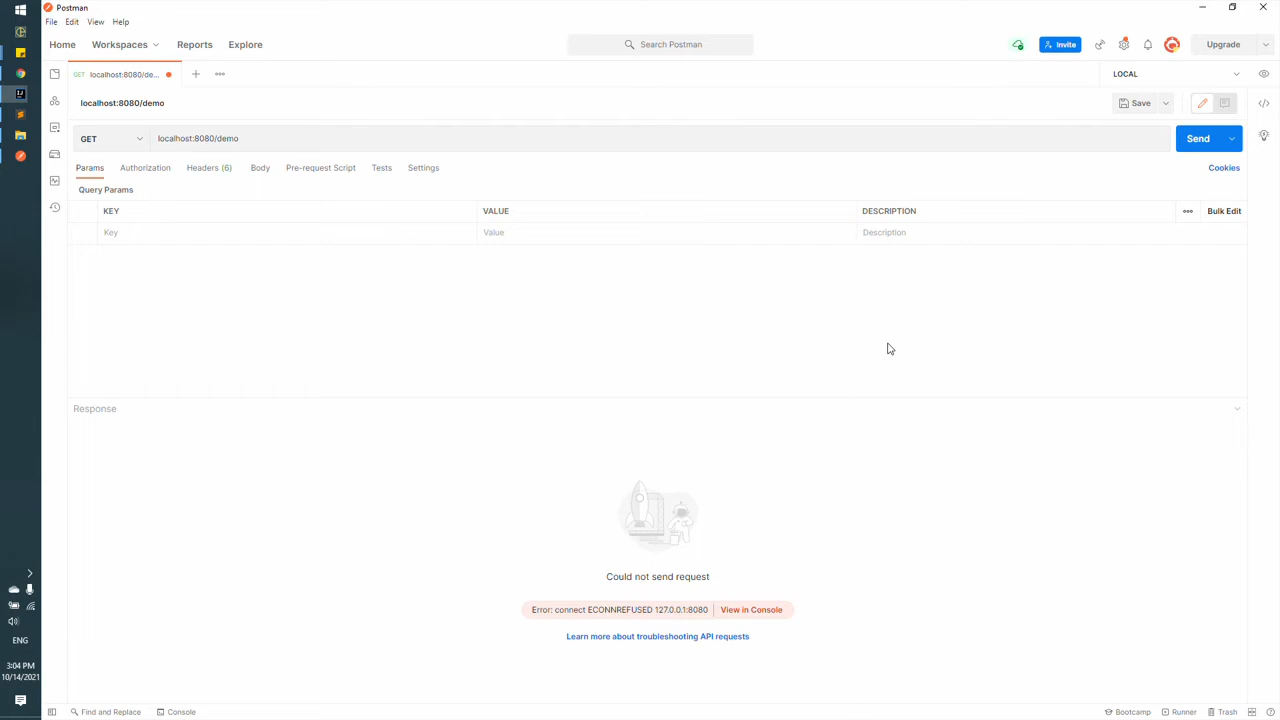 Postman
File Edit View Help
Home Workspaces Reports Explore Search Postman Invite Upgrade
GET localhost:8080/de... LOCAL
localhost:8080/demo Save
GET localhost:8080/demo Send
Params Authorization Headers (6) Body Pre-request Script Tests Settings Cookies
Query Params
KEY VALUE DESCRIPTION Bulk Edit
Key Value Description
Response
Could not send request
Error: connect ECONNREFUSED 127.0.0.1:8080 View in Console
Learn more about troubleshooting API requests
ENG
3:04 PM
10/14/2021
Find and Replace Console Bootcamp Runner Trash